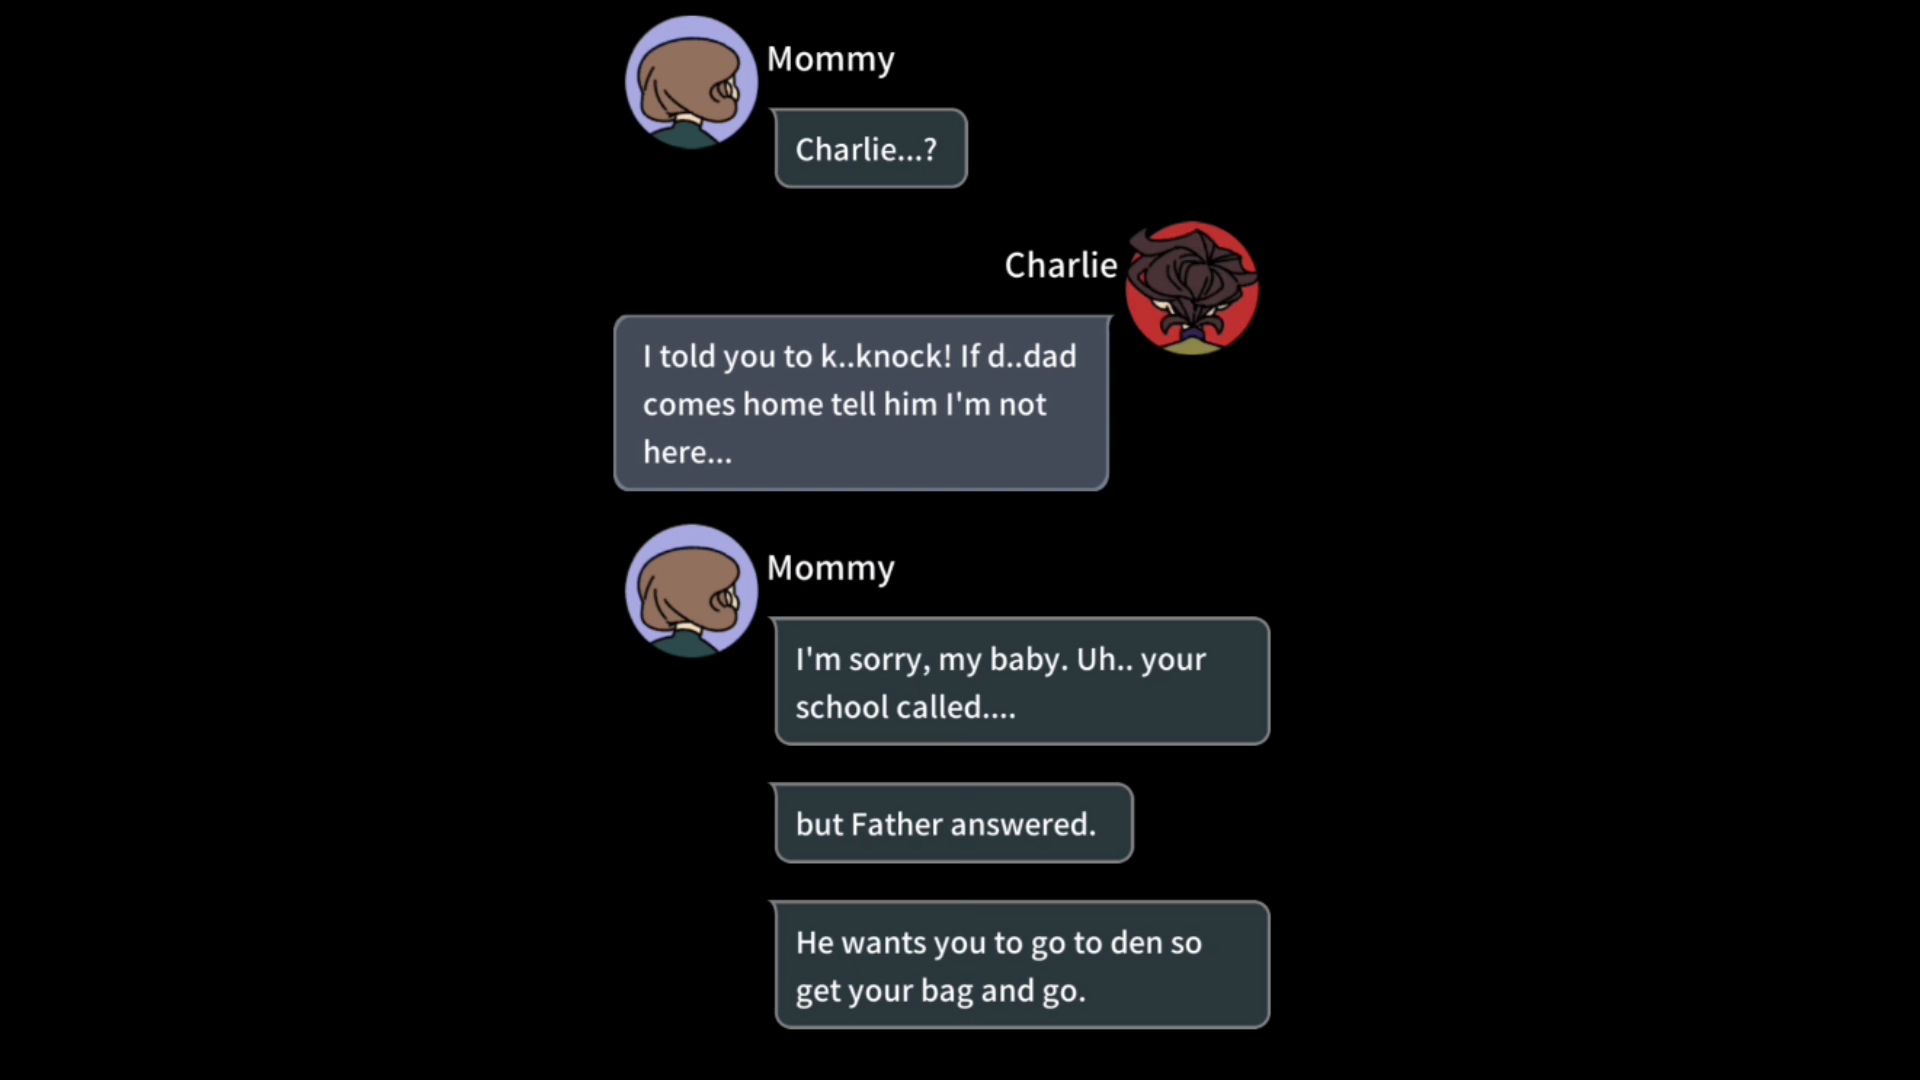 Mommy
Charlie...?
Charlie
I told you to k..knock! If d..dad
comes home tell him I'm not
here...
Mommy
I'm sorry, my baby. Uh.. your
school called....
but Father answered.
He wants you to go to den so
get your bag and go.